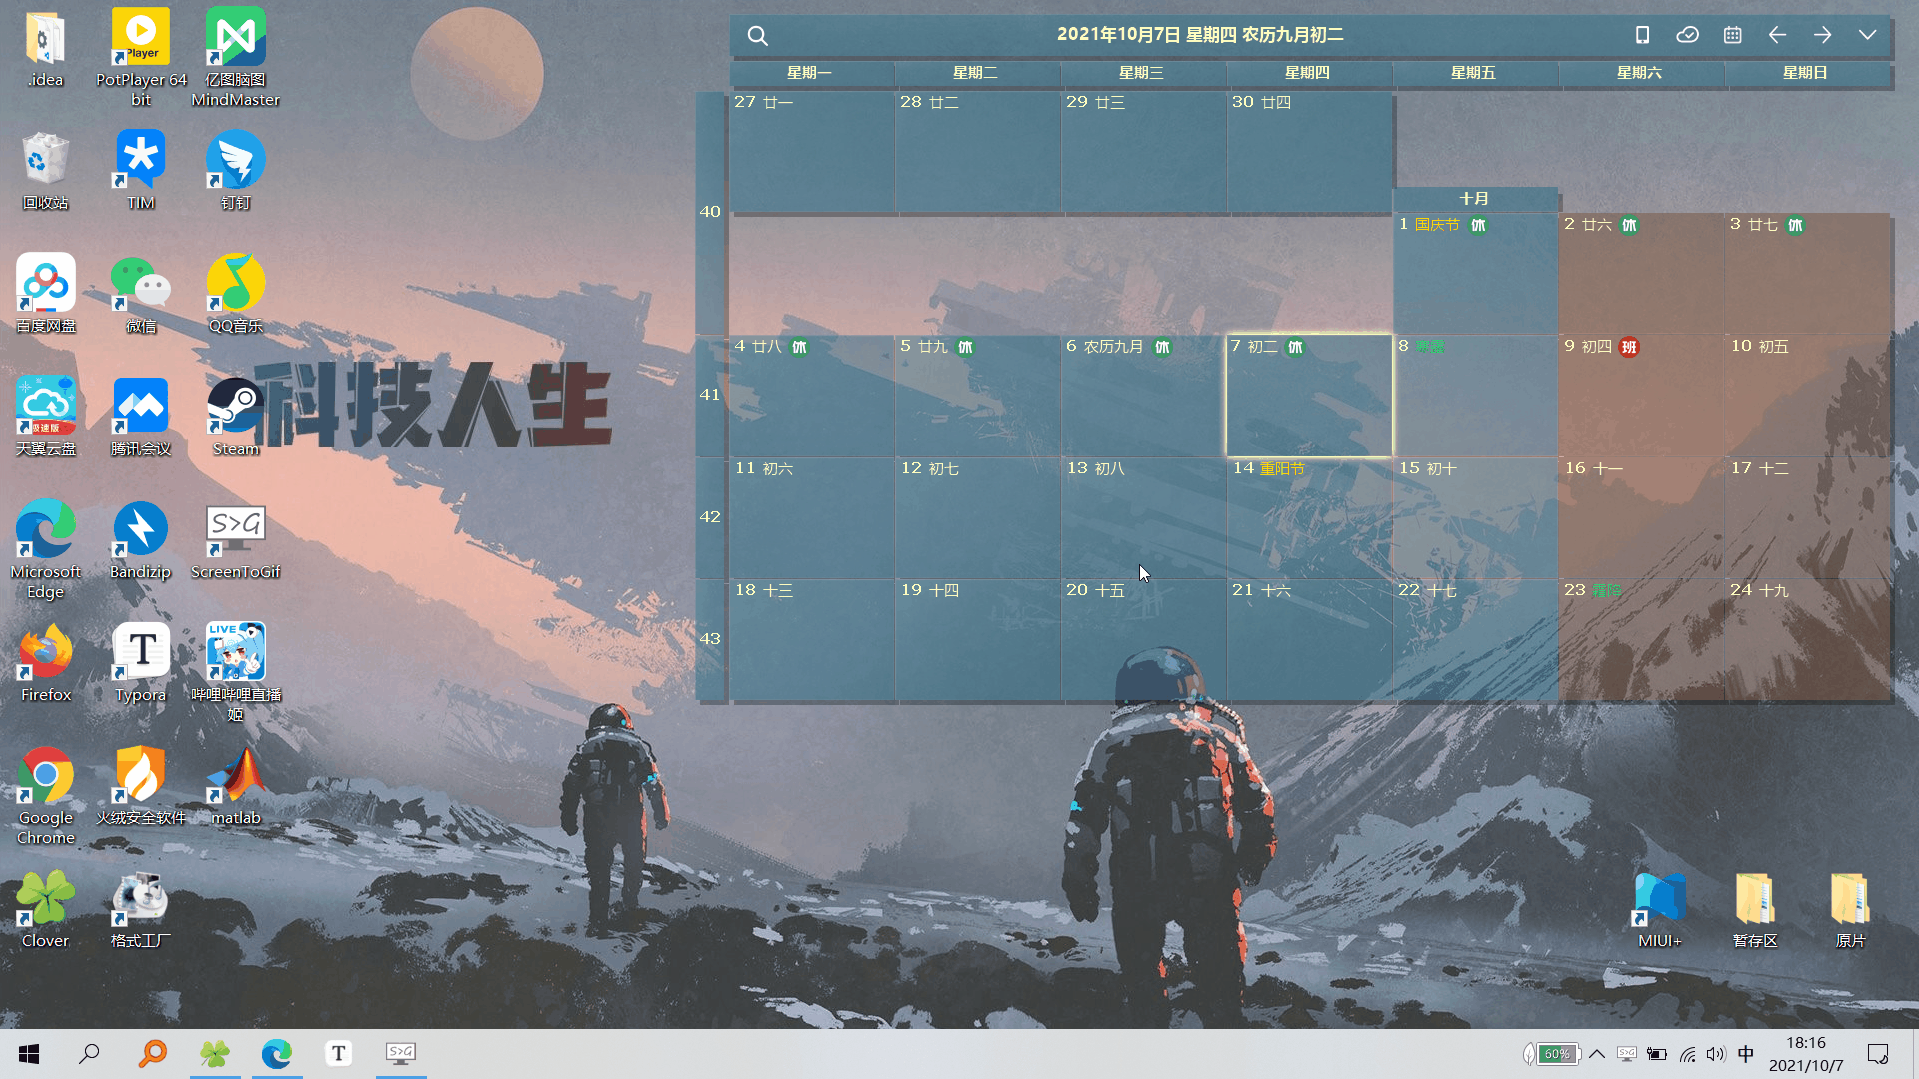 .idea
Player
PotPlayer 64
bit
亿图脑图
MindMaster
回收站
TIM
钉钉
百度网盘
微信
QQ音乐
极速版
天翼云盘
腾讯会议
Steam
科技人生
Microsoft
Edge
Bandizip
S>G
ScreenToGif
Firefox
T
Typora
LIVE
哔哩哔哩直播
姬
Google
Chrome
火绒安全软件
matlab
Clover
格式工厂
2021年10月7日 星期四 农历九月初二
星期一 星期二 星期三 星期四 星期五 星期六 星期日
40
27 廿一 28 廿二 29 廿三 30 廿四
十月
1 国庆节 休 2 廿六 休 3 廿七 休
41
4 廿八 休 5 廿九 休 6 农历九月 休 7 初二 休 8 寒露 9 初四 班 10 初五
42
11 初六 12 初七 13 初八 14 重阳节 15 初十 16 十一 17 十二
43
18 十三 19 十四 20 十五 21 十六 22 十七 23 霜降 24 十九
MIUI+
暂存区
原片
T
S>G
60%
S>G
中
18:16
2021/10/7